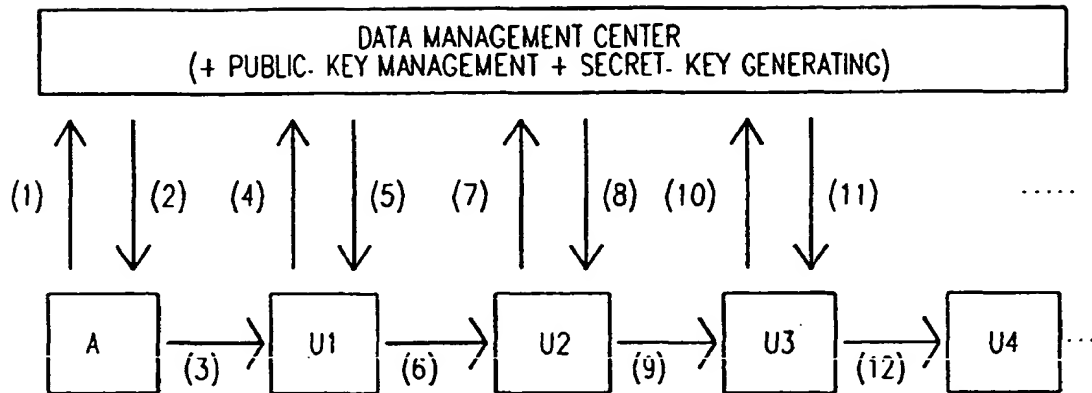 DATA MANAGEMENT CENTER
(+ PUBLIC- KEY MANAGEMENT + SECRET- KEY GENERATING)
(1) (2) (4) (5) (7) (8) (10) (11) .....
A U1 U2 U3 U4 ...
(3) (6) (9) (12)